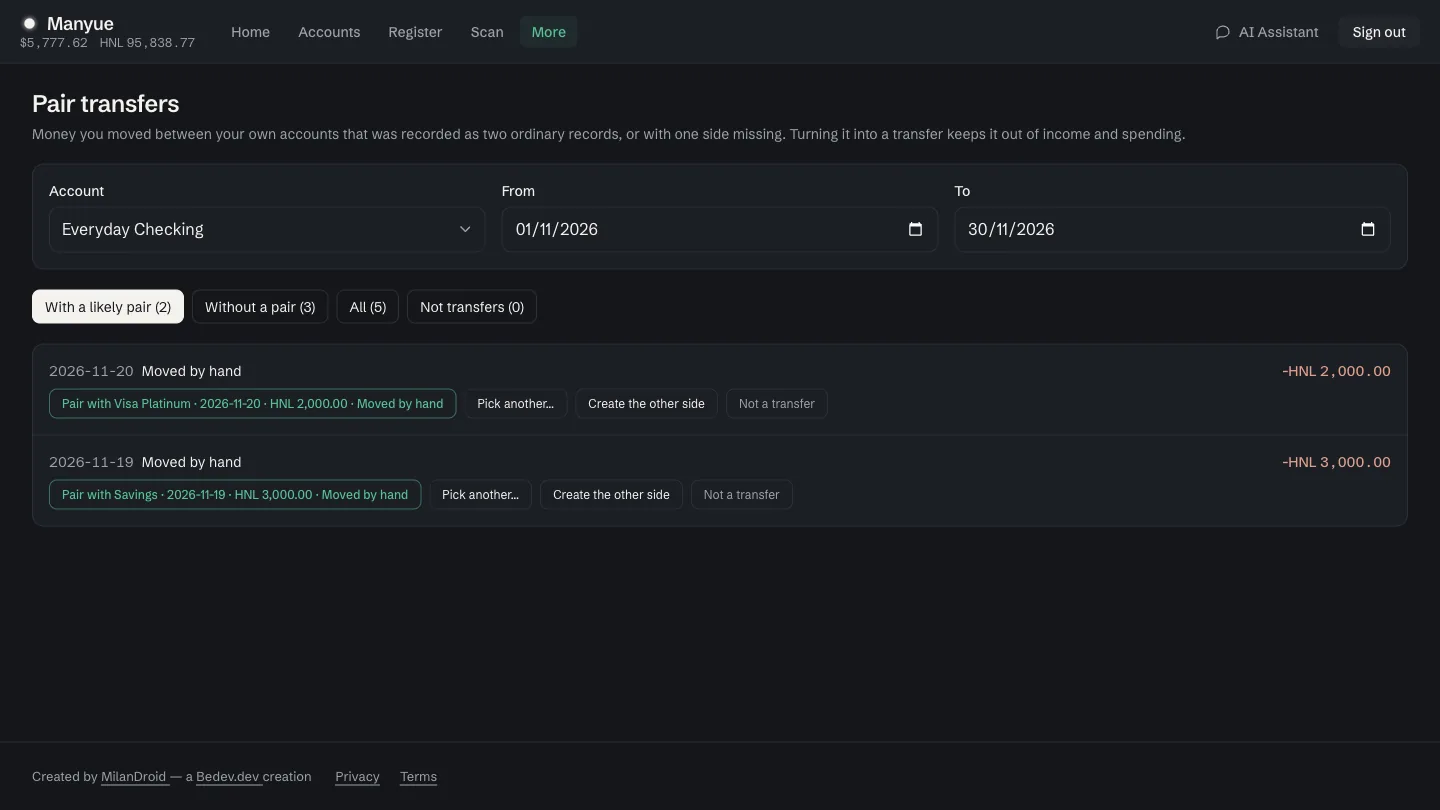 Manyue
$5,777.62 HNL 95,838.77
Home
Accounts
Register
Scan
More
AI Assistant
Sign out
Pair transfers
Money you moved between your own accounts that was recorded as two ordinary records, or with one side missing. Turning it into a transfer keeps it out of income and spending.
Account
From
To
Everyday Checking
01/11/2026
30/11/2026
With a likely pair (2)
Without a pair (3)
All (5)
Not transfers (0)
2026-11-20 Moved by hand
-HNL 2,000.00
Pair with Visa Platinum · 2026-11-20 · HNL 2,000.00 · Moved by hand
Pick another…
Create the other side
Not a transfer
2026-11-19 Moved by hand
-HNL 3,000.00
Pair with Savings · 2026-11-19 · HNL 3,000.00 · Moved by hand
Pick another…
Create the other side
Not a transfer
Created by MilanDroid — a Bedev.dev creation
Privacy
Terms